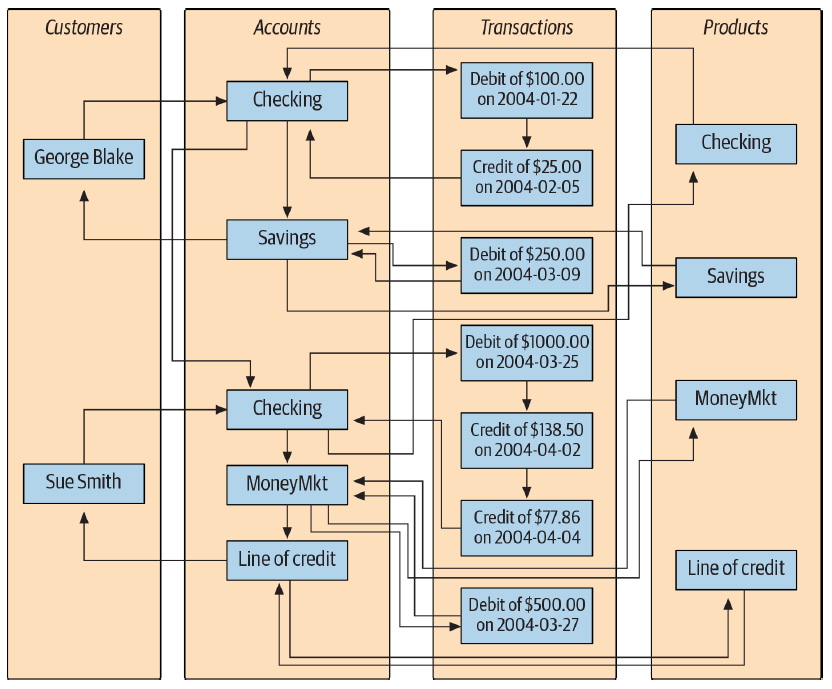 Customers
Accounts
Transactions
Products
George Blake
Sue Smith
Checking
Savings
Checking
MoneyMkt
Line of credit
Debit of $100.00
on 2004-01-22
Credit of $25.00
on 2004-02-05
Debit of $250.00
on 2004-03-09
Debit of $1000.00
on 2004-03-25
Credit of $138.50
on 2004-04-02
Credit of $77.86
on 2004-04-04
Debit of $500.00
on 2004-03-27
Checking
Savings
MoneyMkt
Line of credit